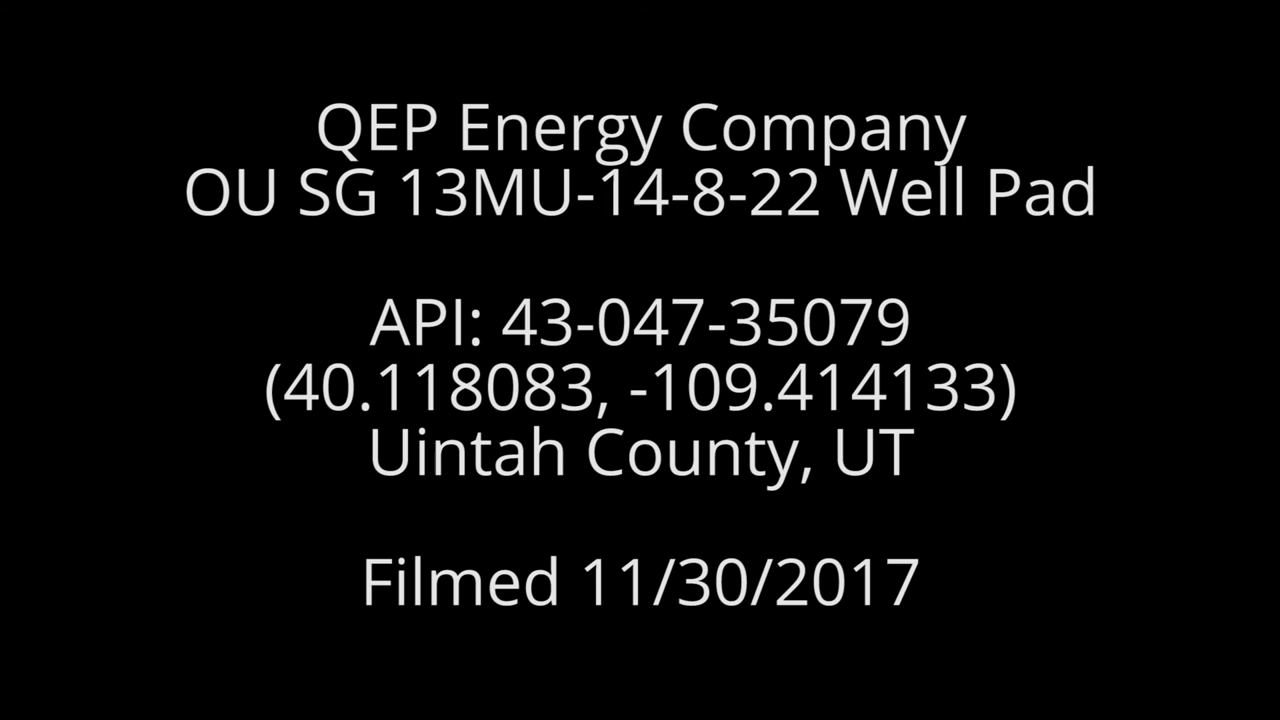 QEP Energy Company
OU SG 13MU-14-8-22 Well Pad
API: 43-047-35079
(40.118083, -109.414133)
Uintah County, UT
Filmed 11/30/2017